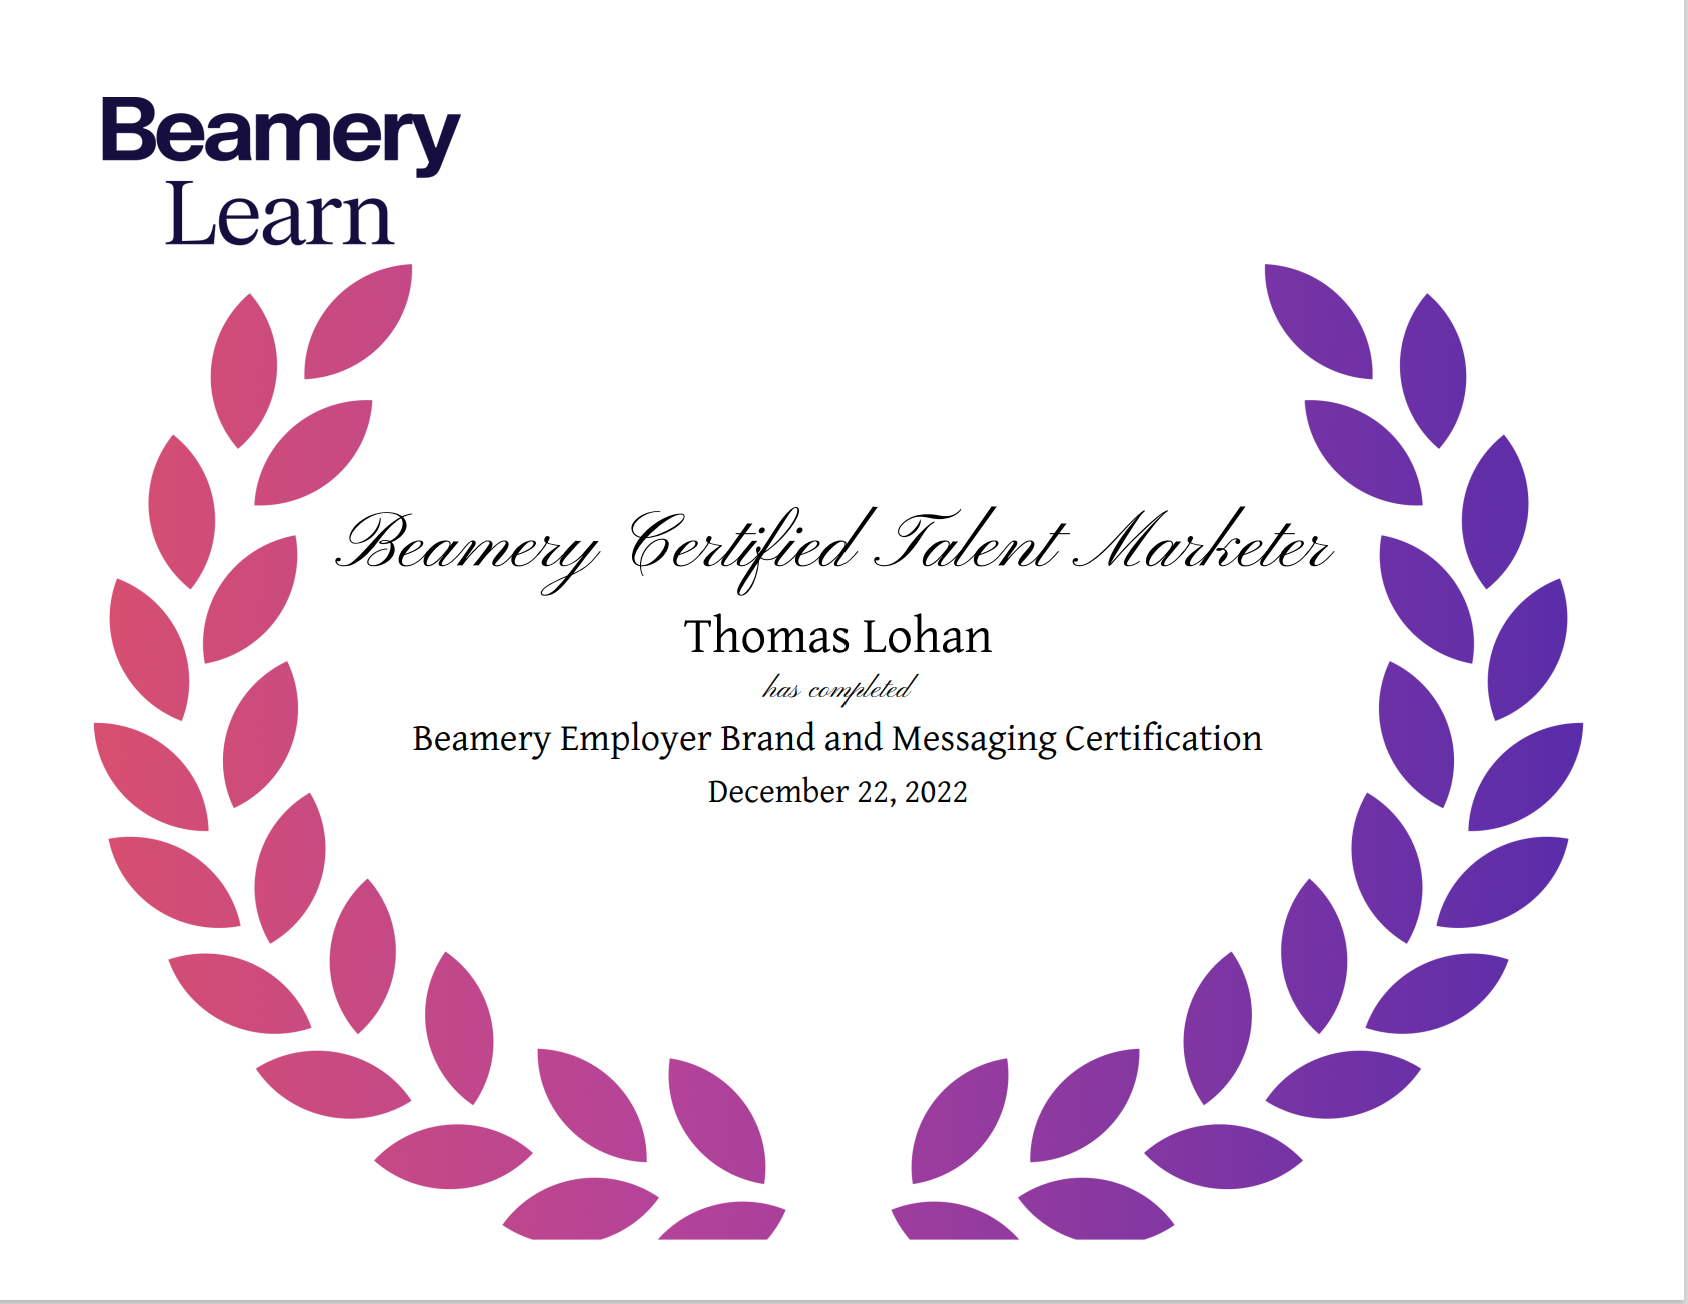 Beamery
Learn
Beamery Certified Talent Marketer
Thomas Lohan
has completed
Beamery Employer Brand and Messaging Certification
December 22, 2022